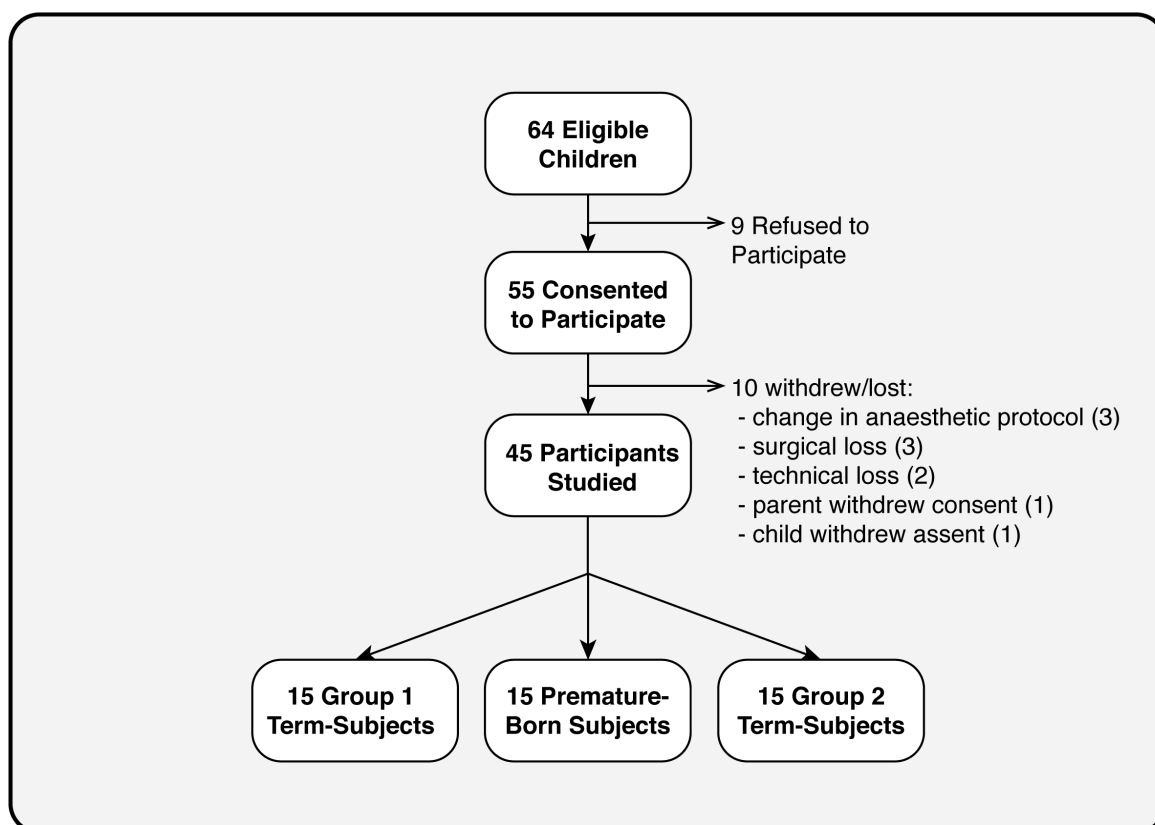 64 Eligible
Children
9 Refused to
Participate
55 Consented
to Participate
10 withdrew/lost:
- change in anaesthetic protocol (3)
- surgical loss (3)
- technical loss (2)
- parent withdrew consent (1)
- child withdrew assent (1)
45 Participants
Studied
15 Group 1
Term-Subjects
15 Premature-
Born Subjects
15 Group 2
Term-Subjects